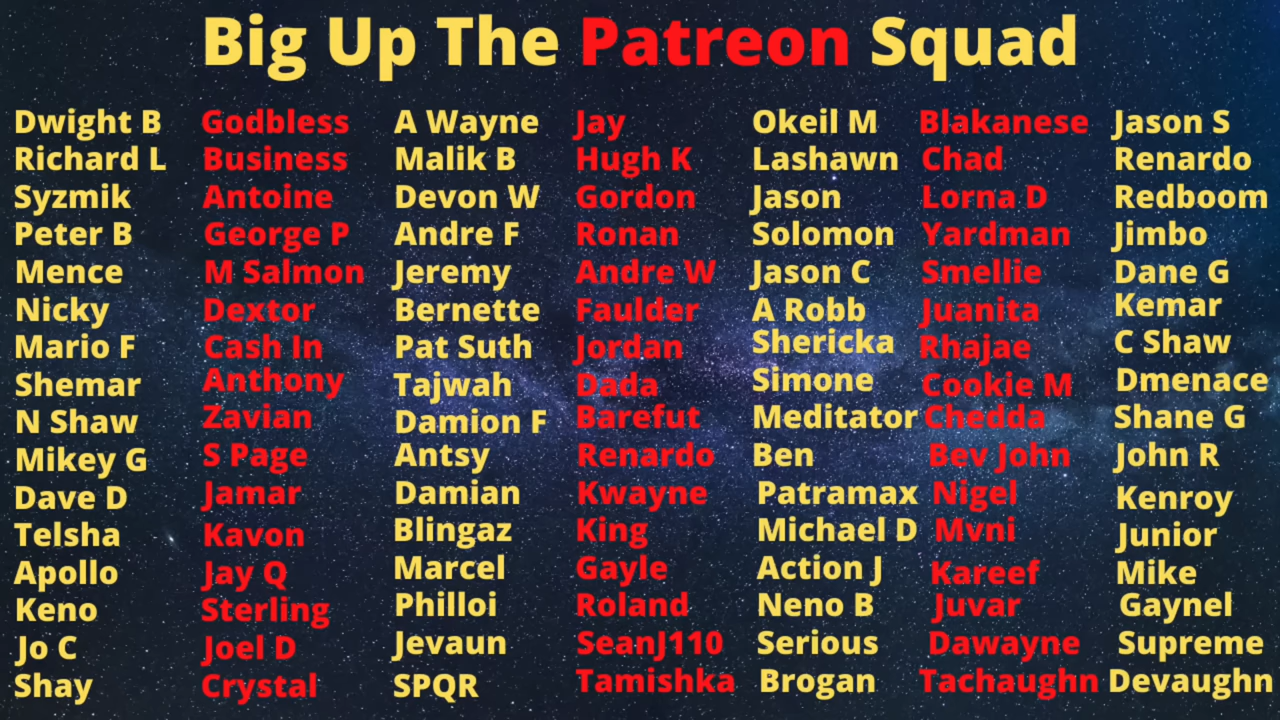 Big Up The Patreon Squad
Dwight B Godbless A Wayne Jay Okeil M Blakanese Jason S
Richard L Business Malik B Hugh K Lashawn Chad Renardo
Syzmik Antoine Devon W Gordon Jason Lorna D Redboom
Peter B George P Andre F Ronan Solomon Yardman Jimbo
Mence M Salmon Jeremy Andre W Jason C Smellie Dane G
Nicky Dextor Bernette Faulder A Robb Juanita Kemar
Mario F Cash In Pat Suth Jordan Shericka Rhajae C Shaw
Shemar Anthony Tajwah Dada Simone Cookie M Dmenace
N Shaw Zavian Damion F Barefut Meditator Chedda Shane G
Mikey G S Page Antsy Renardo Ben Bev John John R
Dave D Jamar Damian Kwayne Patramax Nigel Kenroy
Telsha Kavon Blingaz King Michael D Mvni Junior
Apollo Jay Q Marcel Gayle Action J Kareef Mike
Keno Sterling Philloi Roland Neno B Juvar Gaynel
Jo C Joel D Jevaun SeanJ110 Serious Dawayne Supreme
Shay Crystal SPQR Tamishka Brogan Tachaughn Devaughn